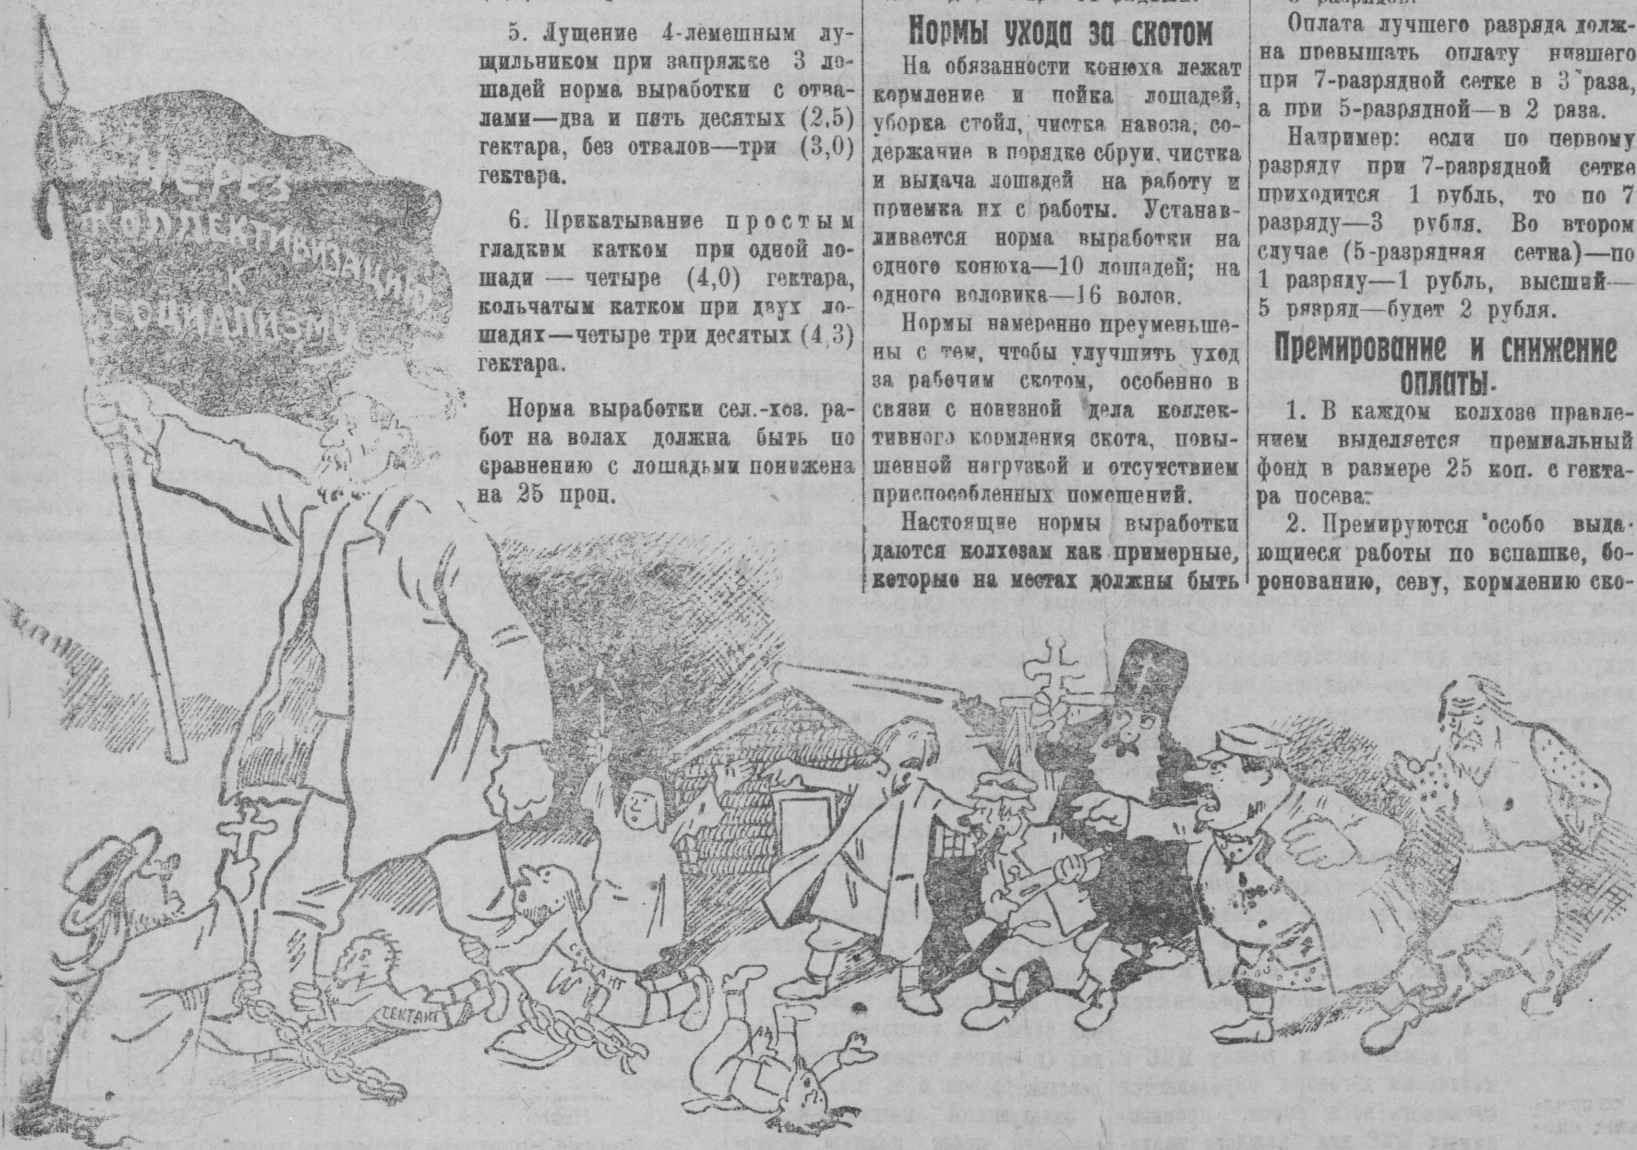 ЧЕРЕЗ
КОЛЛЕКТИВИЗАЦИЮ
К
СОЦИАЛИЗМУ
5. Лущение 4-лемешным лу-
щильником при запряжке 3 ло-
шадей норма выработки с отва-
лами—два и пять десятых (2,5)
гектара, без отвалов—три (3,0)
гектара.
6. Прикатывание простым
гладким катком при одной ло-
шади — четыре (4,0) гектара,
кольчатым катком при двух ло-
шадях—четыре три десятых (4,3)
гектара.
Норма выработки сел.-хоз. ра-
бот на волах должна быть по
сравнению с лошадьми понижена
на 25 проц.
Нормы ухода за скотом
На обязанности конюха лежат
кормление и пойка лошадей,
уборка стойл, чистка навоза, со-
держание в порядке сбруи, чистка
и выдача лошадей на работу и
приемка их с работы. Устанав-
ливается норма выработки на
одного конюха—10 лошадей; на
одного воловика—16 волов.
Нормы намеренно преуменьше-
ны с тем, чтобы улучшить уход
за рабочим скотом, особенно в
связи с новизной дела коллек-
тивного кормления скота, повы-
шенной нагрузкой и отсутствием
приспособленных помещений.
Настоящие нормы выработки
даются колхозам как примерные,
которые на местах должны быть
Оплата лучшего разряда долж-
на превышать оплату низшего
при 7-разрядной сетке в 3 раза,
а при 5-разрядной—в 2 раза.
Например: если по первому
разряду при 7-разрядной сетке
приходится 1 рубль, то по 7
разряду—3 рубля. Во втором
случае (5-разрядная сетка)—по
1 разряду—1 рубль, высший—
5 разряд—будет 2 рубля.
Премирование и снижение
оплаты.
1. В каждом колхозе правле-
нием выделяется премиальный
фонд в размере 25 коп. с гекта-
ра посева.
2. Премируются особо выда-
ющиеся работы по вспашке, бо-
ронованию, севу, кормлению ско-
СЕКТАНТ